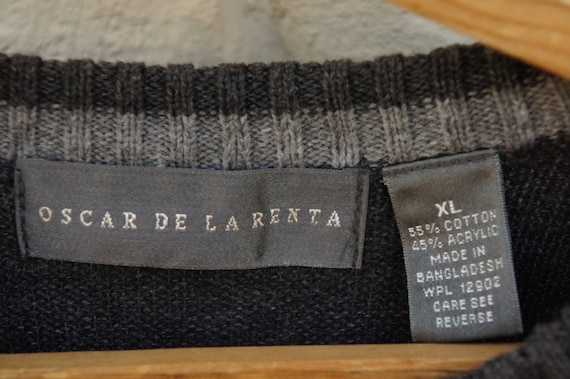 OSCAR DE LA RENTA
XL
55% COTTON
45% ACRYLIC
MADE IN
BANGLADESH
WPL 12902
CARE SEE
REVERSE